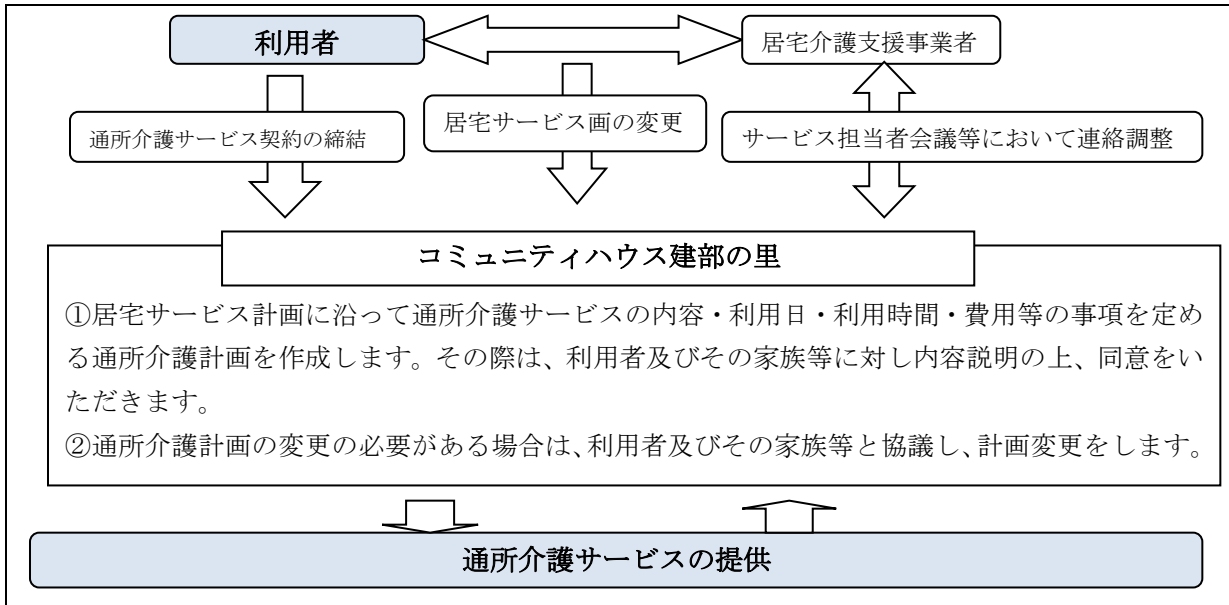 利用者
居宅介護支援事業者
通所介護サービス契約の締結
居宅サービス画の変更
サービス担当者会議等において連絡調整
コミュニティハウス建部の里
①居宅サービス計画に沿って通所介護サービスの内容・利用日・利用時間・費用等の事項を定め
る通所介護計画を作成します。その際は、利用者及びその家族等に対し内容説明の上、同意をい
ただきます。
②通所介護計画の変更の必要がある場合は、利用者及びその家族等と協議し、計画変更をします。
通所介護サービスの提供